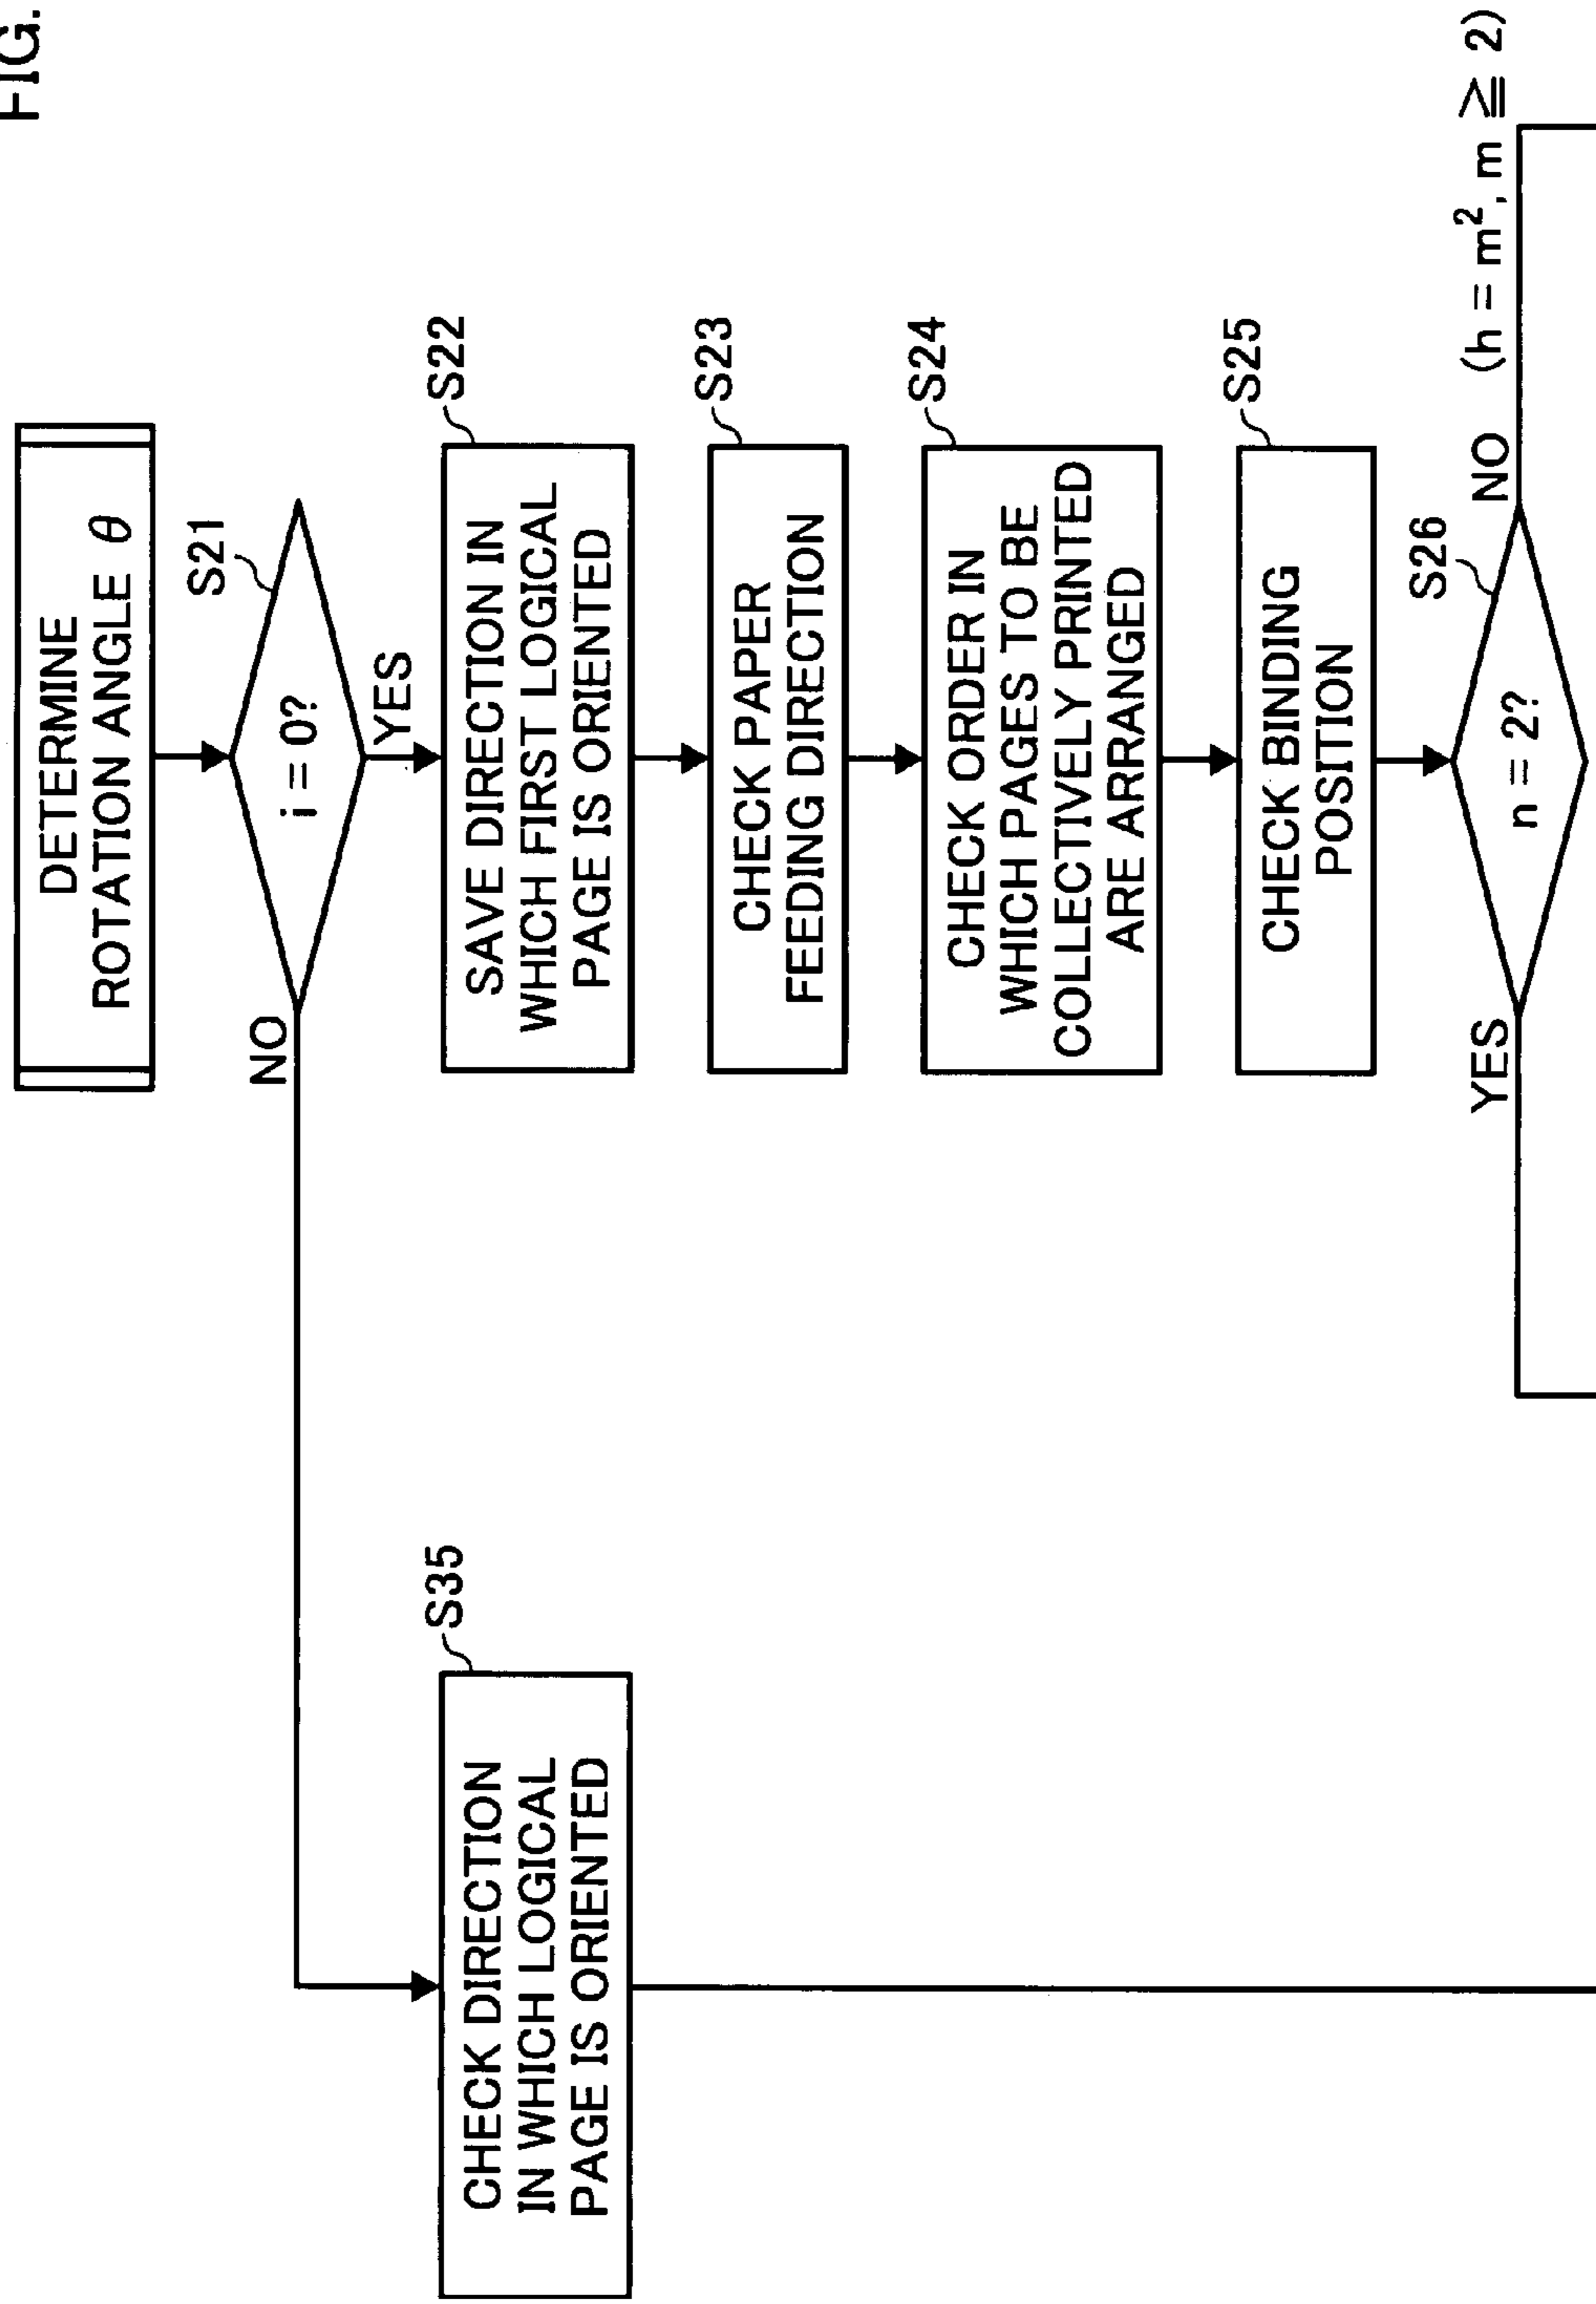 FIG.
DETERMINE
ROTATION ANGLE θ
S21
i = 0?
NO
YES
S22
SAVE DIRECTION IN
WHICH FIRST LOGICAL
PAGE IS ORIENTED
S35
CHECK DIRECTION
IN WHICH LOGICAL
PAGE IS ORIENTED
S23
CHECK PAPER
FEEDING DIRECTION
S24
CHECK ORDER IN
WHICH PAGES TO BE
COLLECTIVELY PRINTED
ARE ARRANGED
S25
CHECK BINDING
POSITION
S26
n = 2?
YES
NO (h = m², m ≧ 2)